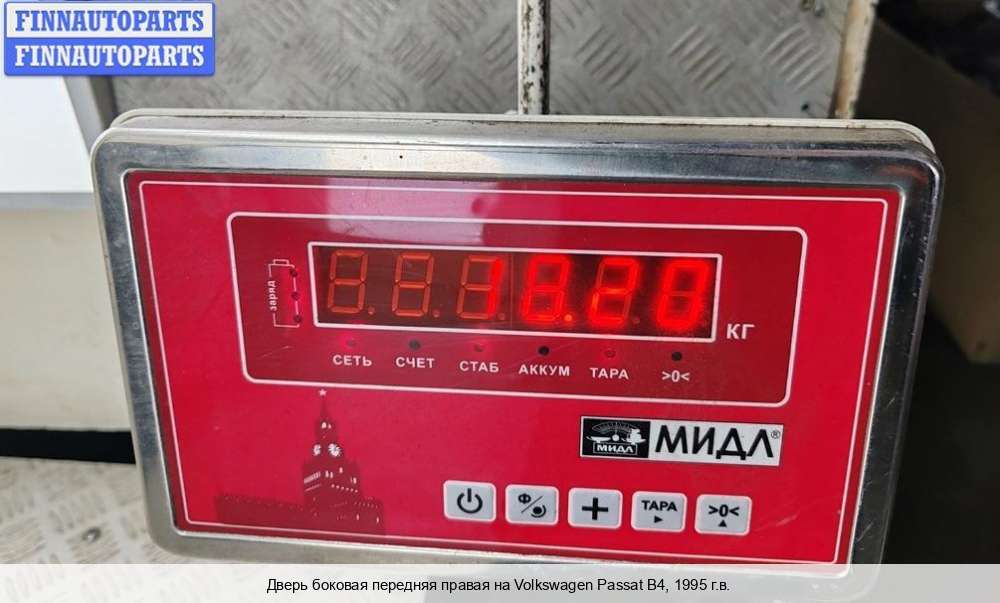 FINNAUTOPARTS
FINNAUTOPARTS
заряд
КГ
СЕТЬ СЧЕТ СТАБ АККУМ ТАРА >0<
МИДЛ МИДЛ®
Ф ТАРА >0<
Дверь боковая передняя правая на Volkswagen Passat B4, 1995 г.в.